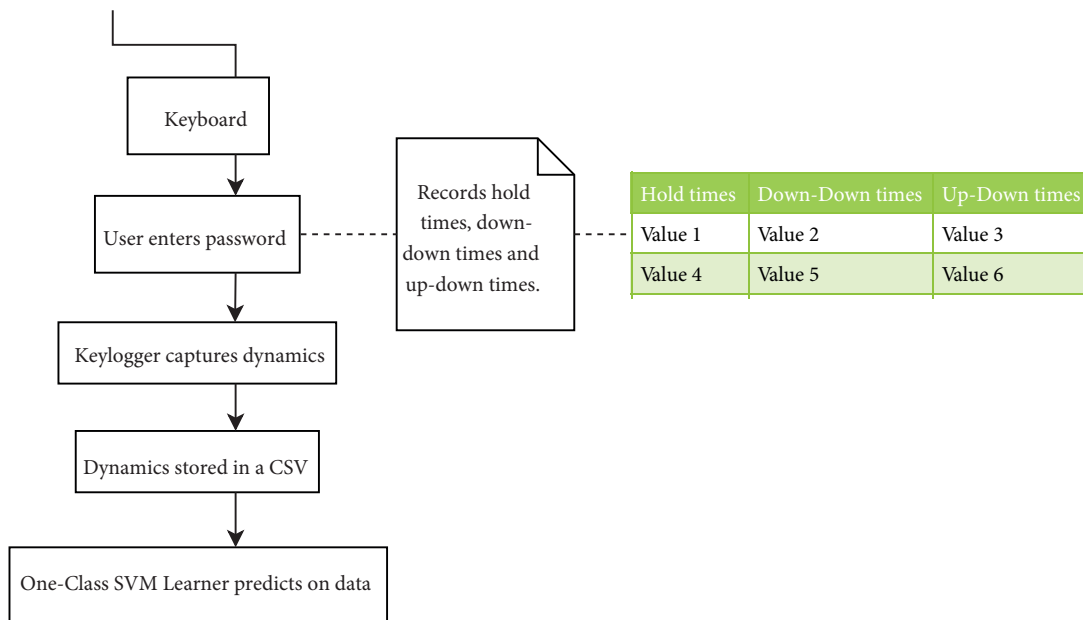 Keyboard
User enters password
Records hold
times, down-
down times and
up-down times.
Hold times Down-Down times Up-Down times
Value 1 Value 2 Value 3
Value 4 Value 5 Value 6
Keylogger captures dynamics
Dynamics stored in a CSV
One-Class SVM Learner predicts on data